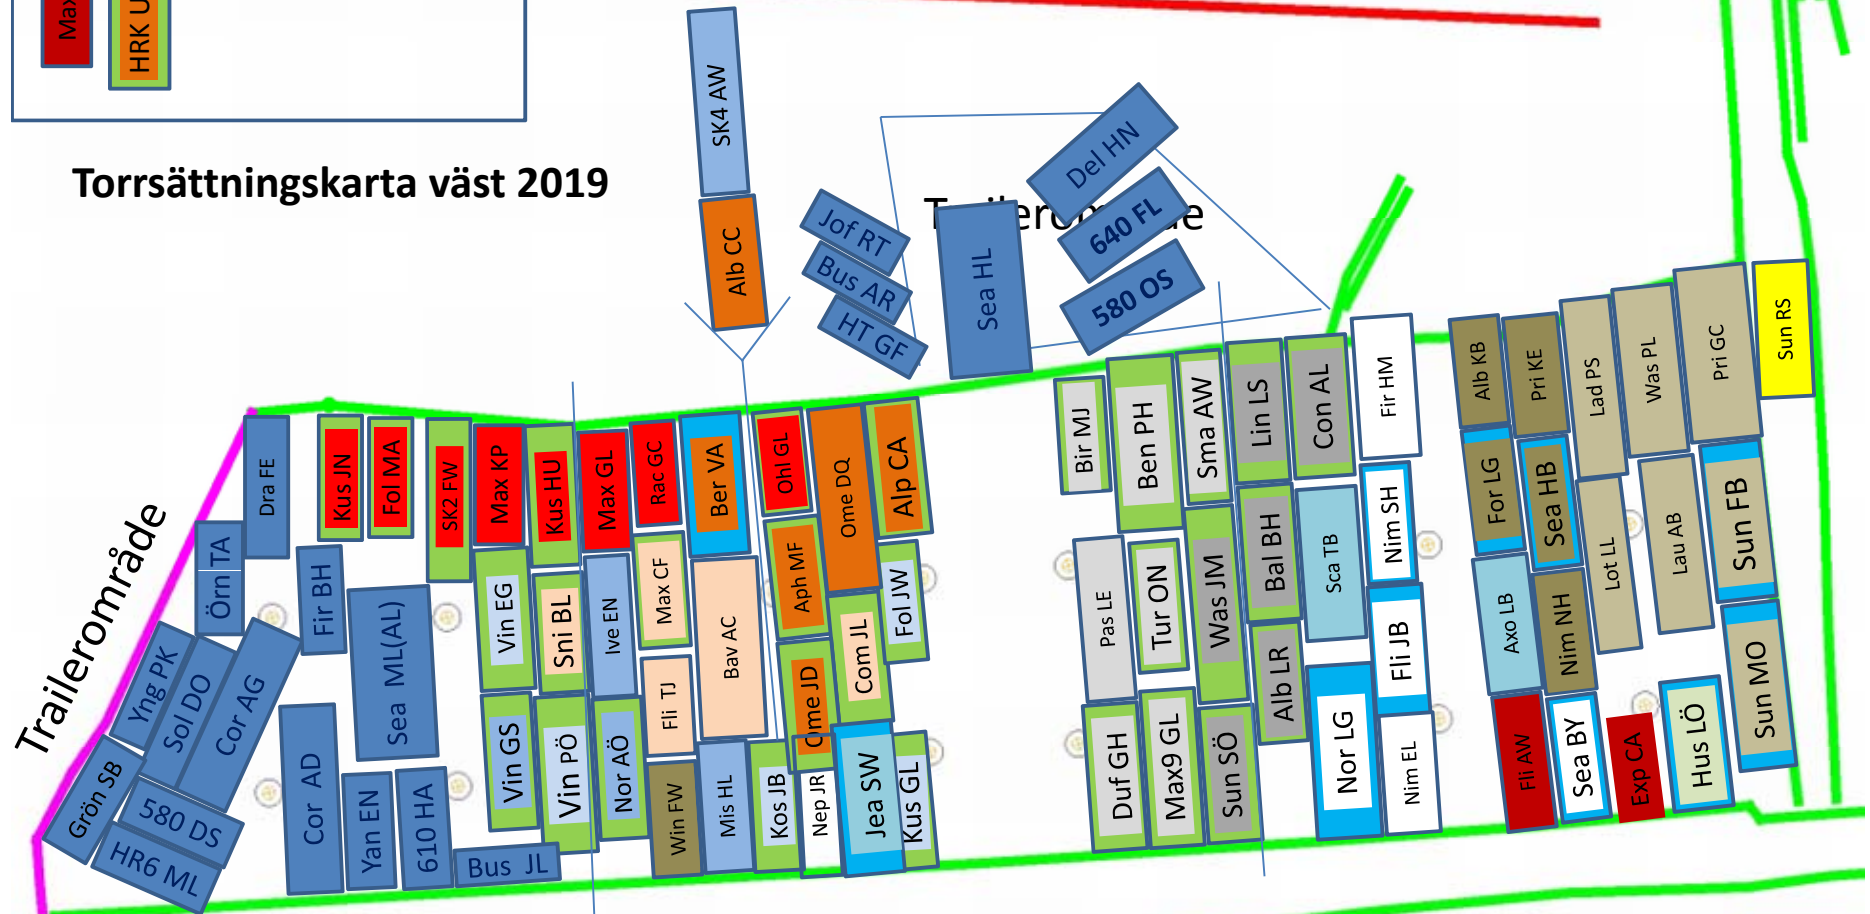 Max
HRK U
Torrsättningskarta väst 2019
SK4 AW
Alb CC
Jof RT
Bus AR
HT GF
Trailerområde
Sea HL
Del HN
640 FL
580 OS
Trailerområde
Dra FE
Örn TA
Fir BH
Sea ML(AL)
Yng PK
Sol DO
Cor AG
Grön SB
580 DS
HR6 ML
Cor AD
Yan EN
610 HA
Bus JL
Kus JN
Fol MA
SK2 FW
Max KP
Kus HU
Max GL
Rac GC
Ber VA
Ohl GL
Ome DQ
Alp CA
Vin EG
Sni BL
Ive EN
Max CF
Bav AC
Aph MF
Fol JW
Com JL
Fli TJ
Ome JD
Vin GS
Vin PÖ
Nor AÖ
Win FW
Mis HL
Kos JB
Nep JR
Jea SW
Kus GL
Bir MJ
Ben PH
Sma AW
Lin LS
Con AL
Fir HM
Pas LE
Tur ON
Was JM
Bal BH
Sca TB
Nim SH
Alb LR
Fli JB
Duf GH
Max9 GL
Sun SÖ
Nor LG
Nim EL
Alb KB
Pri KE
Lad PS
Was PL
Pri GC
Sun RS
For LG
Sea HB
Lot LL
Lau AB
Sun FB
Axo LB
Nim NH
Sun MO
Fli AW
Sea BY
Exp CA
Hus LÖ